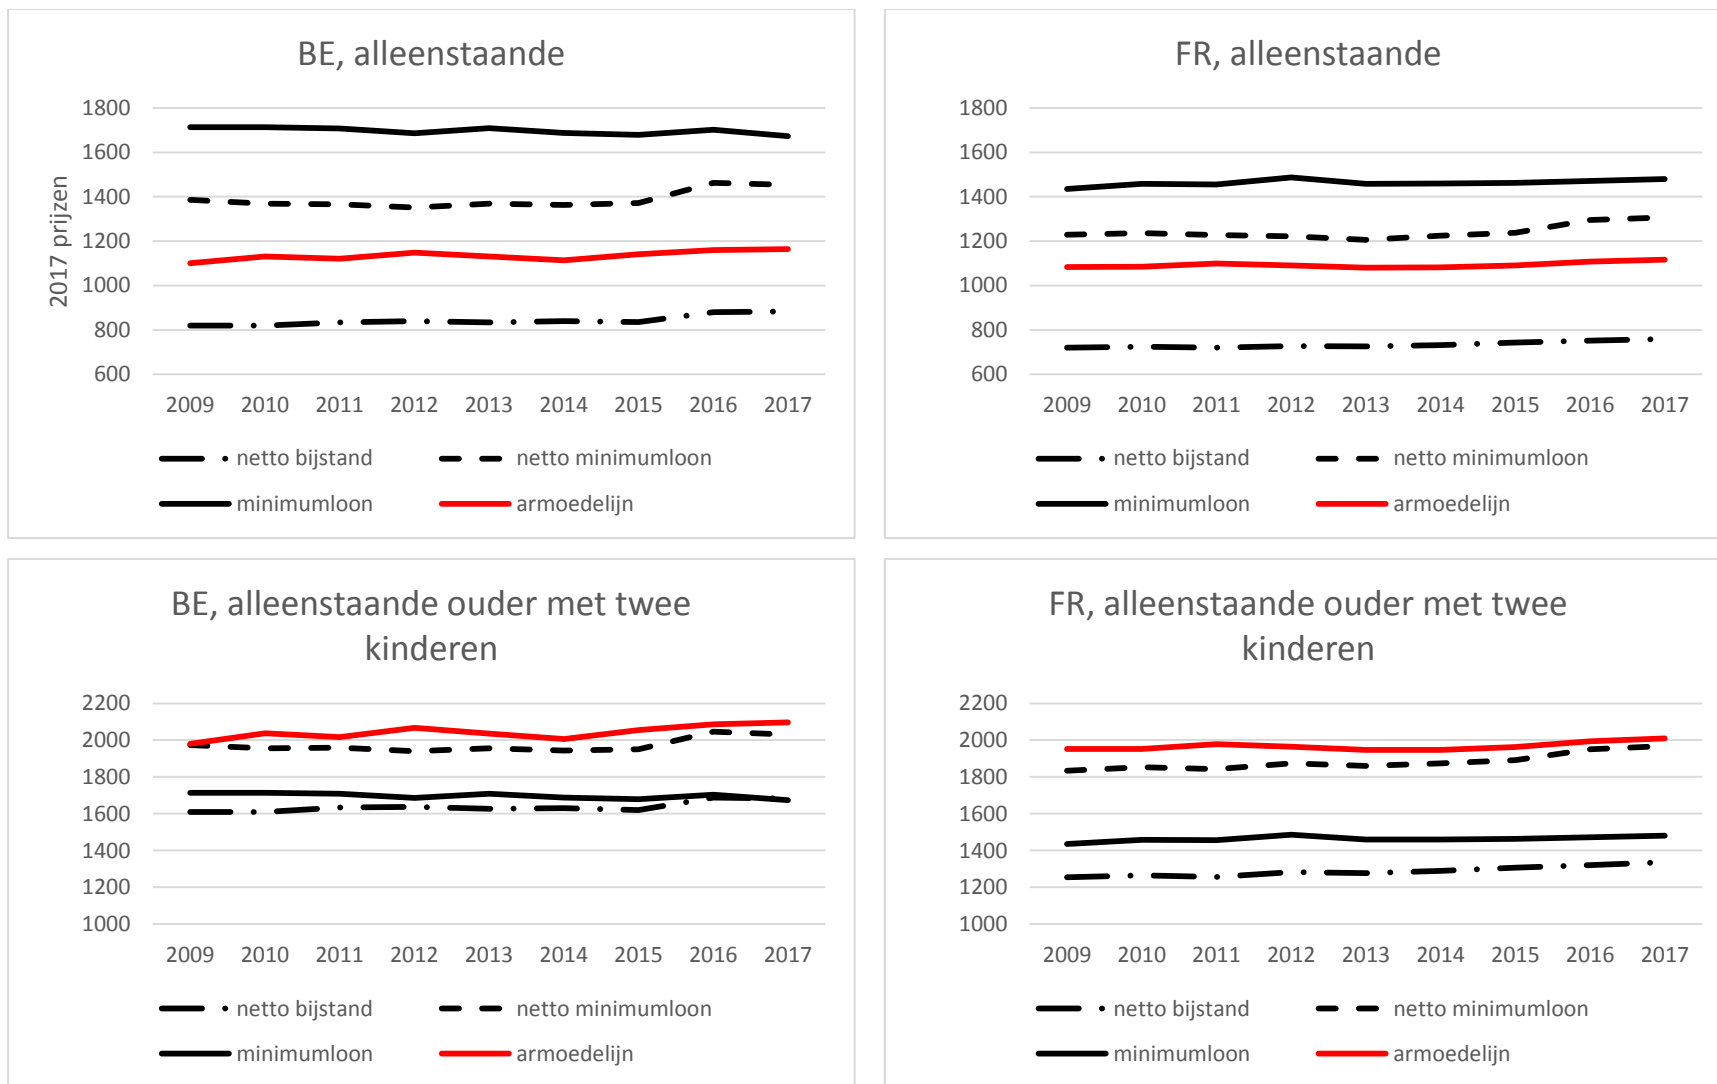 BE, alleenstaande
2017 prijzen
1800
1600
1400
1200
1000
800
600
2009 2010 2011 2012 2013 2014 2015 2016 2017
netto bijstand netto minimumloon
minimumloon armoedelijn
FR, alleenstaande
1800
1600
1400
1200
1000
800
600
2009 2010 2011 2012 2013 2014 2015 2016 2017
netto bijstand netto minimumloon
minimumloon armoedelijn
BE, alleenstaande ouder met twee
kinderen
2200
2000
1800
1600
1400
1200
1000
2009 2010 2011 2012 2013 2014 2015 2016 2017
netto bijstand netto minimumloon
minimumloon armoedelijn
FR, alleenstaande ouder met twee
kinderen
2200
2000
1800
1600
1400
1200
1000
2009 2010 2011 2012 2013 2014 2015 2016 2017
netto bijstand netto minimumloon
minimumloon armoedelijn